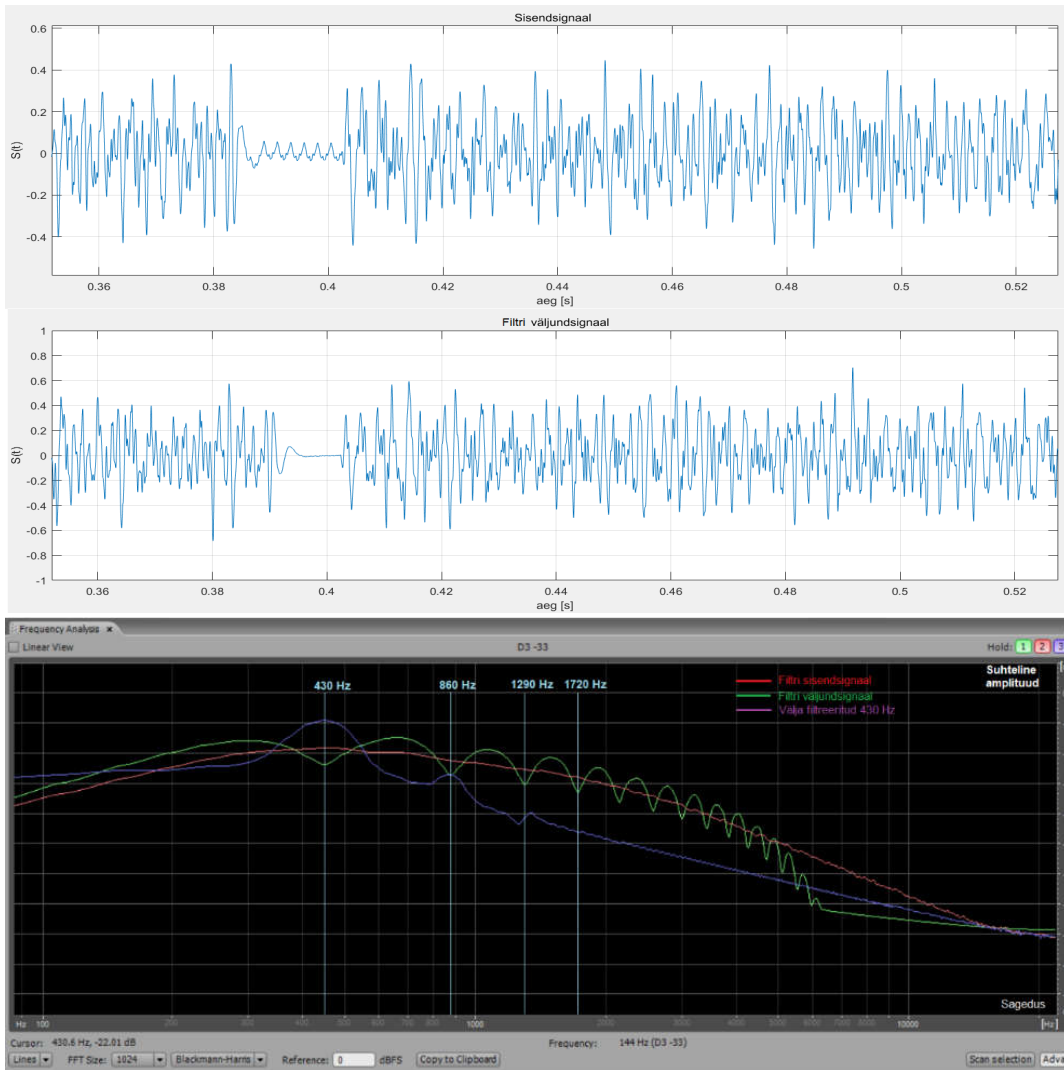 Sisendsignaal
0.6
0.4
0.2
0
-0.2
-0.4
S(t)
0.36 0.38 0.4 0.42 0.44 0.46 0.48 0.5 0.52
aeg [s]
Filtri väljundsignaal
1
0.8
0.6
0.4
0.2
0
-0.2
-0.4
-0.6
-0.8
-1
S(t)
0.36 0.38 0.4 0.42 0.44 0.46 0.48 0.5 0.52
aeg [s]
Frequency Analysis
Linear View D3 -33 Hold: 1 2 3
430 Hz 860 Hz 1290 Hz 1720 Hz
Filtri sisendsignaal
Filtri väljundsignaal
Välja filtreeritud 430 Hz
Suhteline
amplituud
Sagedus
Hz 100 1000 10000 [Hz]
Cursor: 430.6 Hz, -22.01 dB Frequency: 144 Hz (D3 -33)
Lines FFT Size: 1024 Blackmann-Harris Reference: 0 dBFS Copy to Clipboard Scan selection Adva